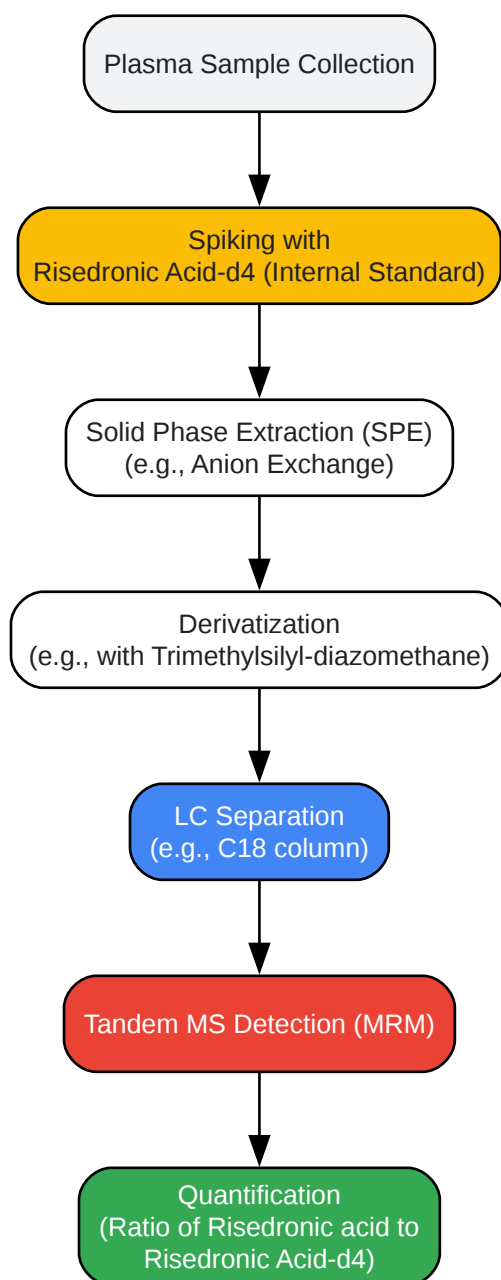 Plasma Sample Collection
Spiking with
Risedronic Acid-d4 (Internal Standard)
Solid Phase Extraction (SPE)
(e.g., Anion Exchange)
Derivatization
(e.g., with Trimethylsilyl-diazomethane)
LC Separation
(e.g., C18 column)
Tandem MS Detection (MRM)
Quantification
(Ratio of Risedronic acid to
Risedronic Acid-d4)